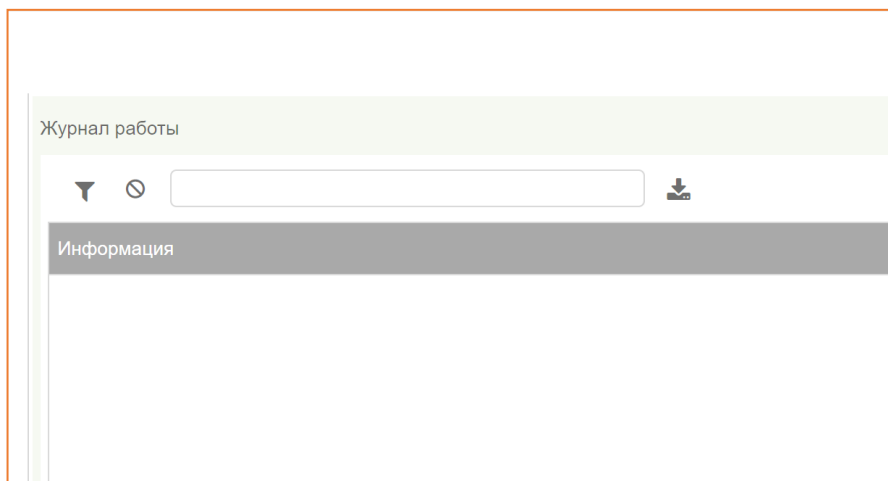 Журнал работы
Информация